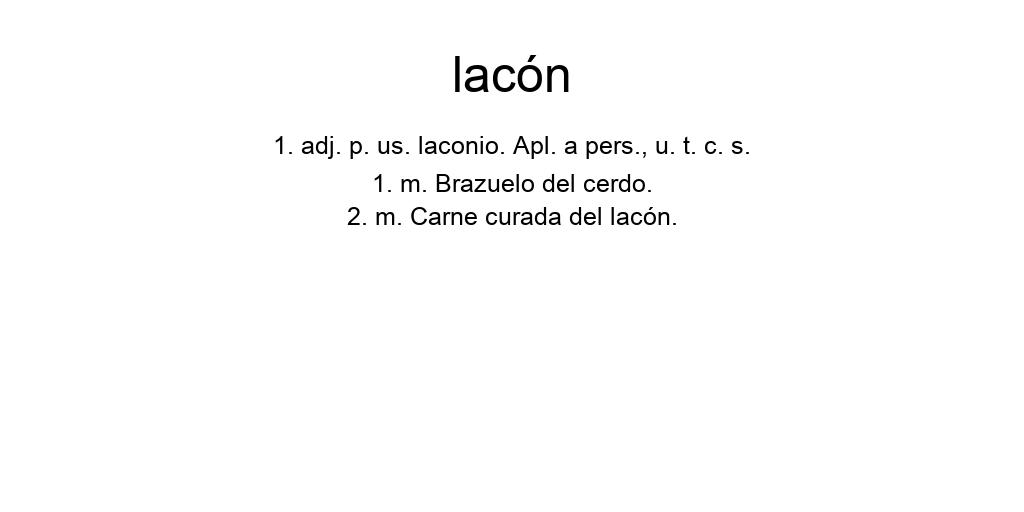 lacón
1. adj. p. us. laconio. Apl. a pers., u. t. c. s.
1. m. Brazuelo del cerdo.
2. m. Carne curada del lacón.